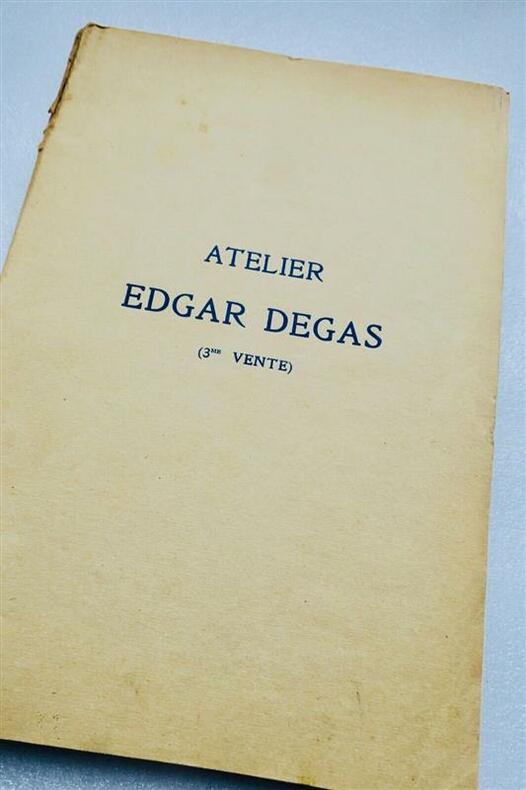 ATELIER
EDGAR DEGAS
(3ME VENTE)